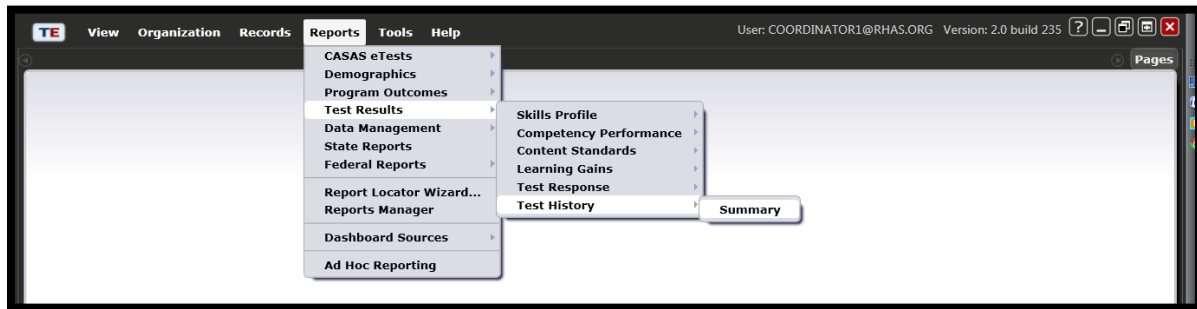 TE View Organization Records Reports Tools Help User: COORDINATOR1@RHAS.ORG Version: 2.0 build 235 ?
Pages
CASAS eTests
Demographics
Program Outcomes
Test Results
Data Management
State Reports
Federal Reports
Report Locator Wizard...
Reports Manager
Dashboard Sources
Ad Hoc Reporting
Skills Profile
Competency Performance
Content Standards
Learning Gains
Test Response
Test History
Summary